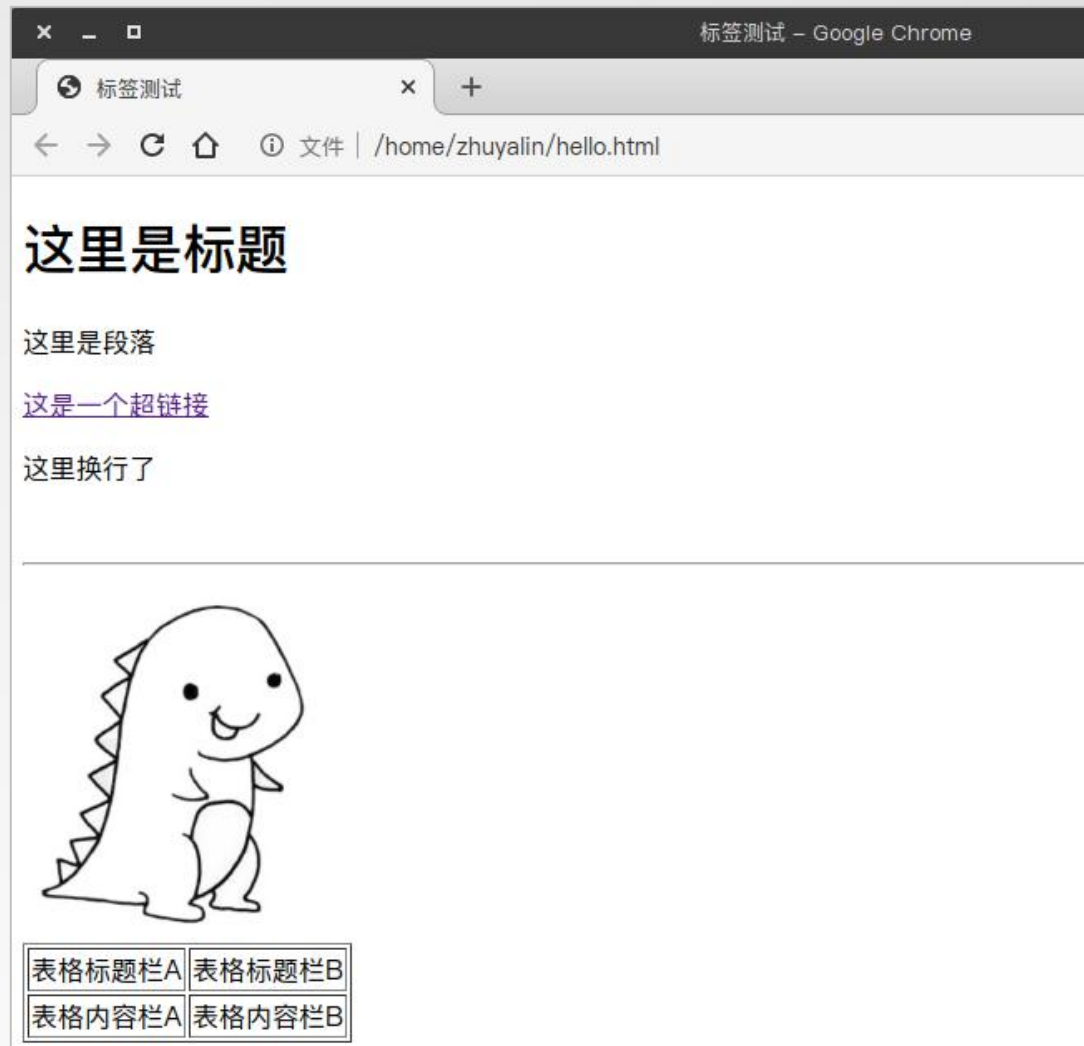 标签测试 – Google Chrome
标签测试
文件 /home/zhuyalin/hello.html
这里是标题
这里是段落
这是一个超链接
这里换行了
表格标题栏A 表格标题栏B
表格内容栏A 表格内容栏B